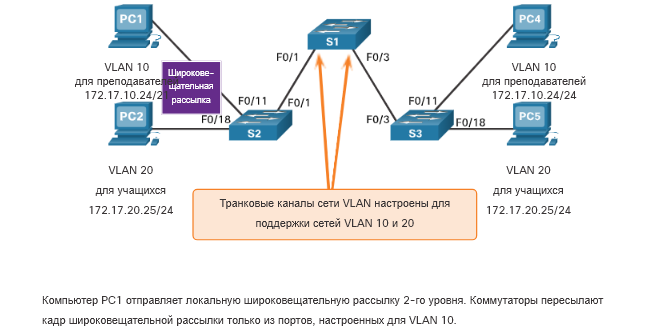 PC1
PC4
S1
F0/1
F0/3
VLAN 10
для преподавателей
172.17.10.24/21
Широкове-
щательная
рассылка
VLAN 10
для преподавателей
172.17.10.24/24
F0/11
F0/1
F0/11
F0/3
PC2
F0/18
S2
S3
F0/18
PC5
VLAN 20
для учащихся
172.17.20.25/24
VLAN 20
для учащихся
172.17.20.25/24
Транковые каналы сети VLAN настроены для
поддержки сетей VLAN 10 и 20
Компьютер PC1 отправляет локальную широковещательную рассылку 2-го уровня. Коммутаторы пересылают
кадр широковещательной рассылки только из портов, настроенных для VLAN 10.